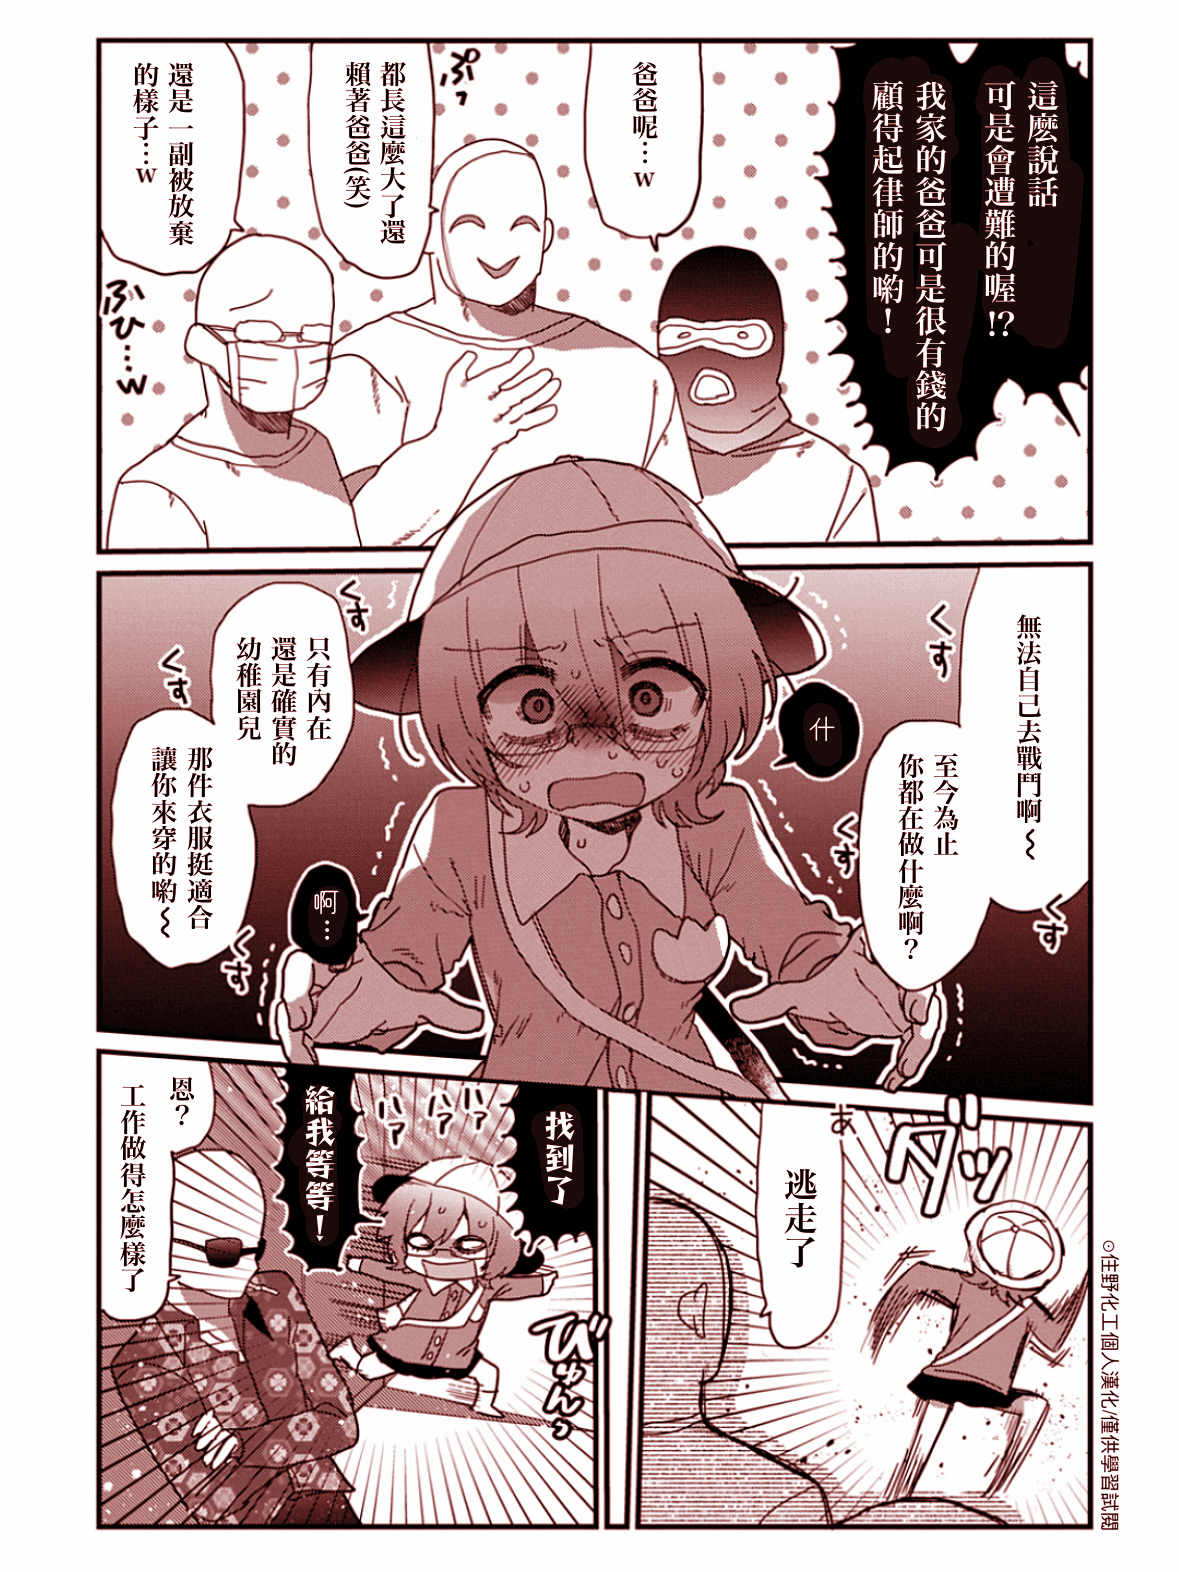 這麽說話
可是會遭難的喔!?
我家的爸爸可是很有錢的
顧得起律師的喲!
爸爸呢…w
ぷっ
都長這麼大了還
賴著爸爸(笑)
還是一副被放棄
的樣子…w
ふひ…w
無法自己去戰鬥啊~
至今為止
你都在做什麼啊?
くす
くす
くす
什
くす
くす
くす
只有內在
還是確實的
幼稚園兒
那件衣服挺適合
讓你來穿的喲~
啊…
ダッ
あ
逃走了
找到了
ハァ
ハァ
ハァ
給我等等!
びゅんっ
恩?
工作做得怎麼樣了
⊙住野化工個人漢化/僅供學習試閱